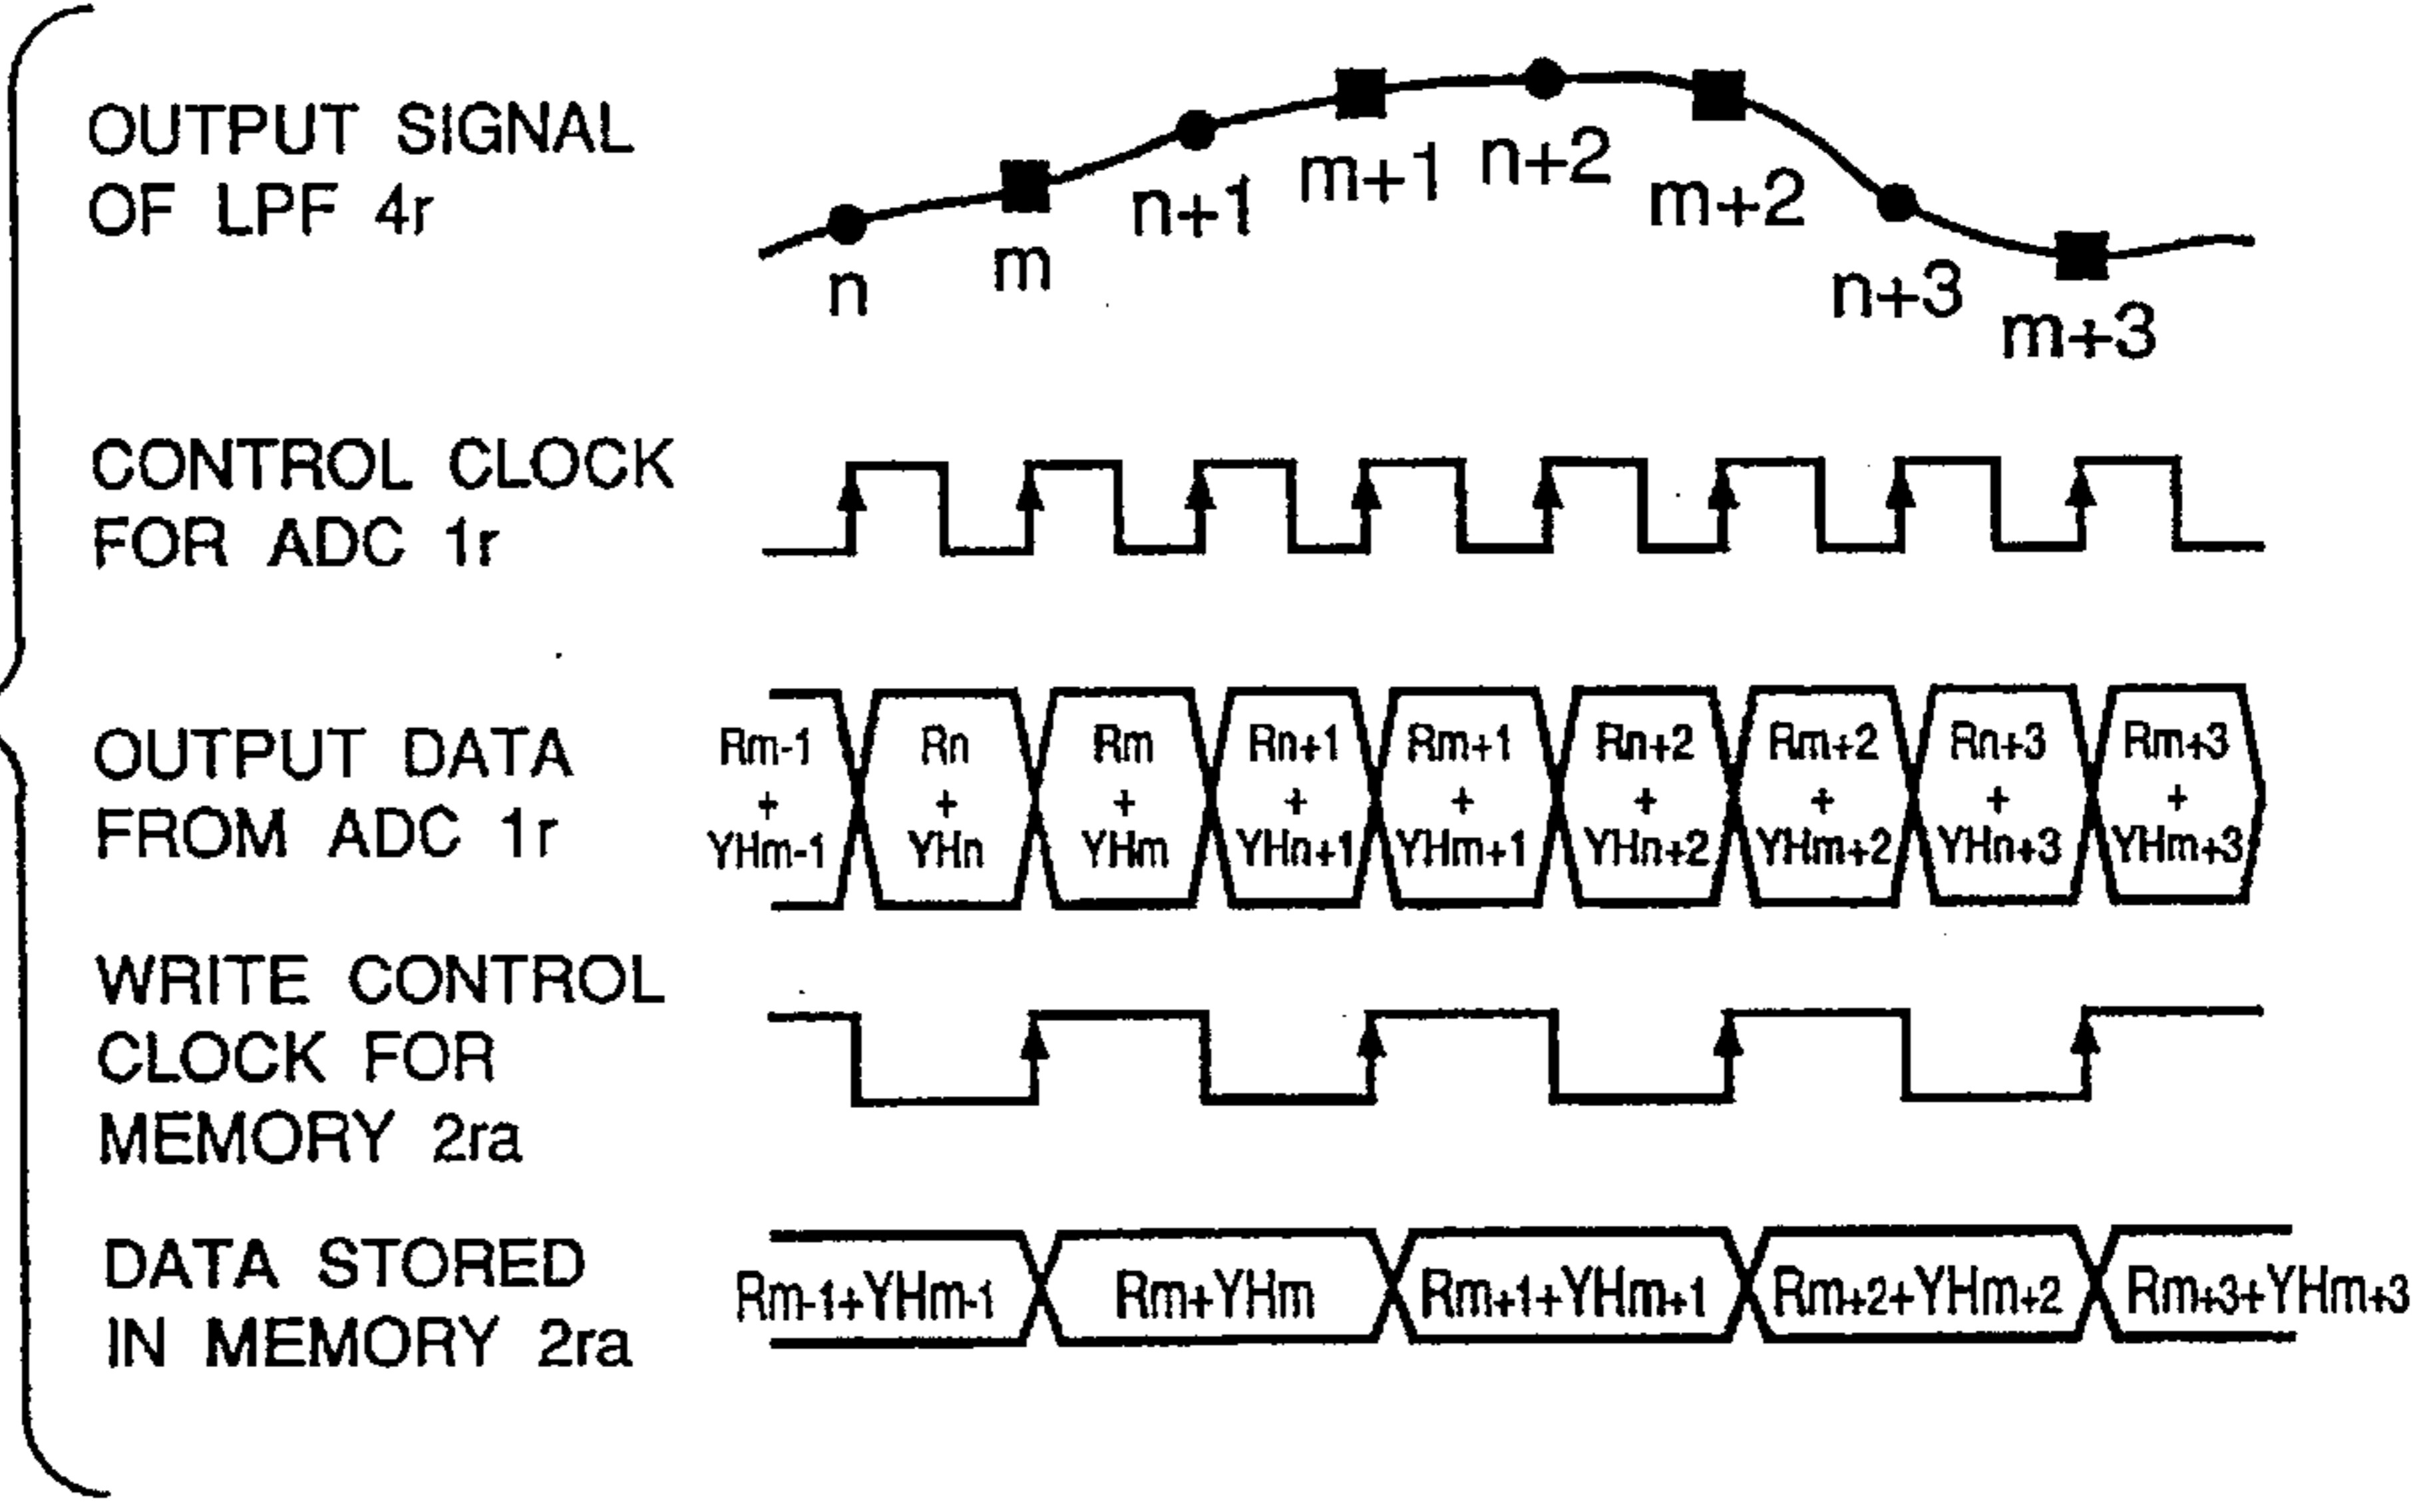 OUTPUT SIGNAL
OF LPF 4r
n
m
n+1
m+1
n+2
m+2
n+3
m+3
CONTROL CLOCK
FOR ADC 1r
OUTPUT DATA
FROM ADC 1r
Rm-1 Rn Rm Rn+1 Rm+1 Rn+2 Rm+2 Rn+3 Rm+3
+ + + + + + + + +
YHm-1 YHn YHm YHn+1 YHm+1 YHn+2 YHm+2 YHn+3 YHm+3
WRITE CONTROL
CLOCK FOR
MEMORY 2ra
DATA STORED
IN MEMORY 2ra
Rm-1+YHm-1 Rm+YHm Rm+1+YHm+1 Rm+2+YHm+2 Rm+3+YHm+3